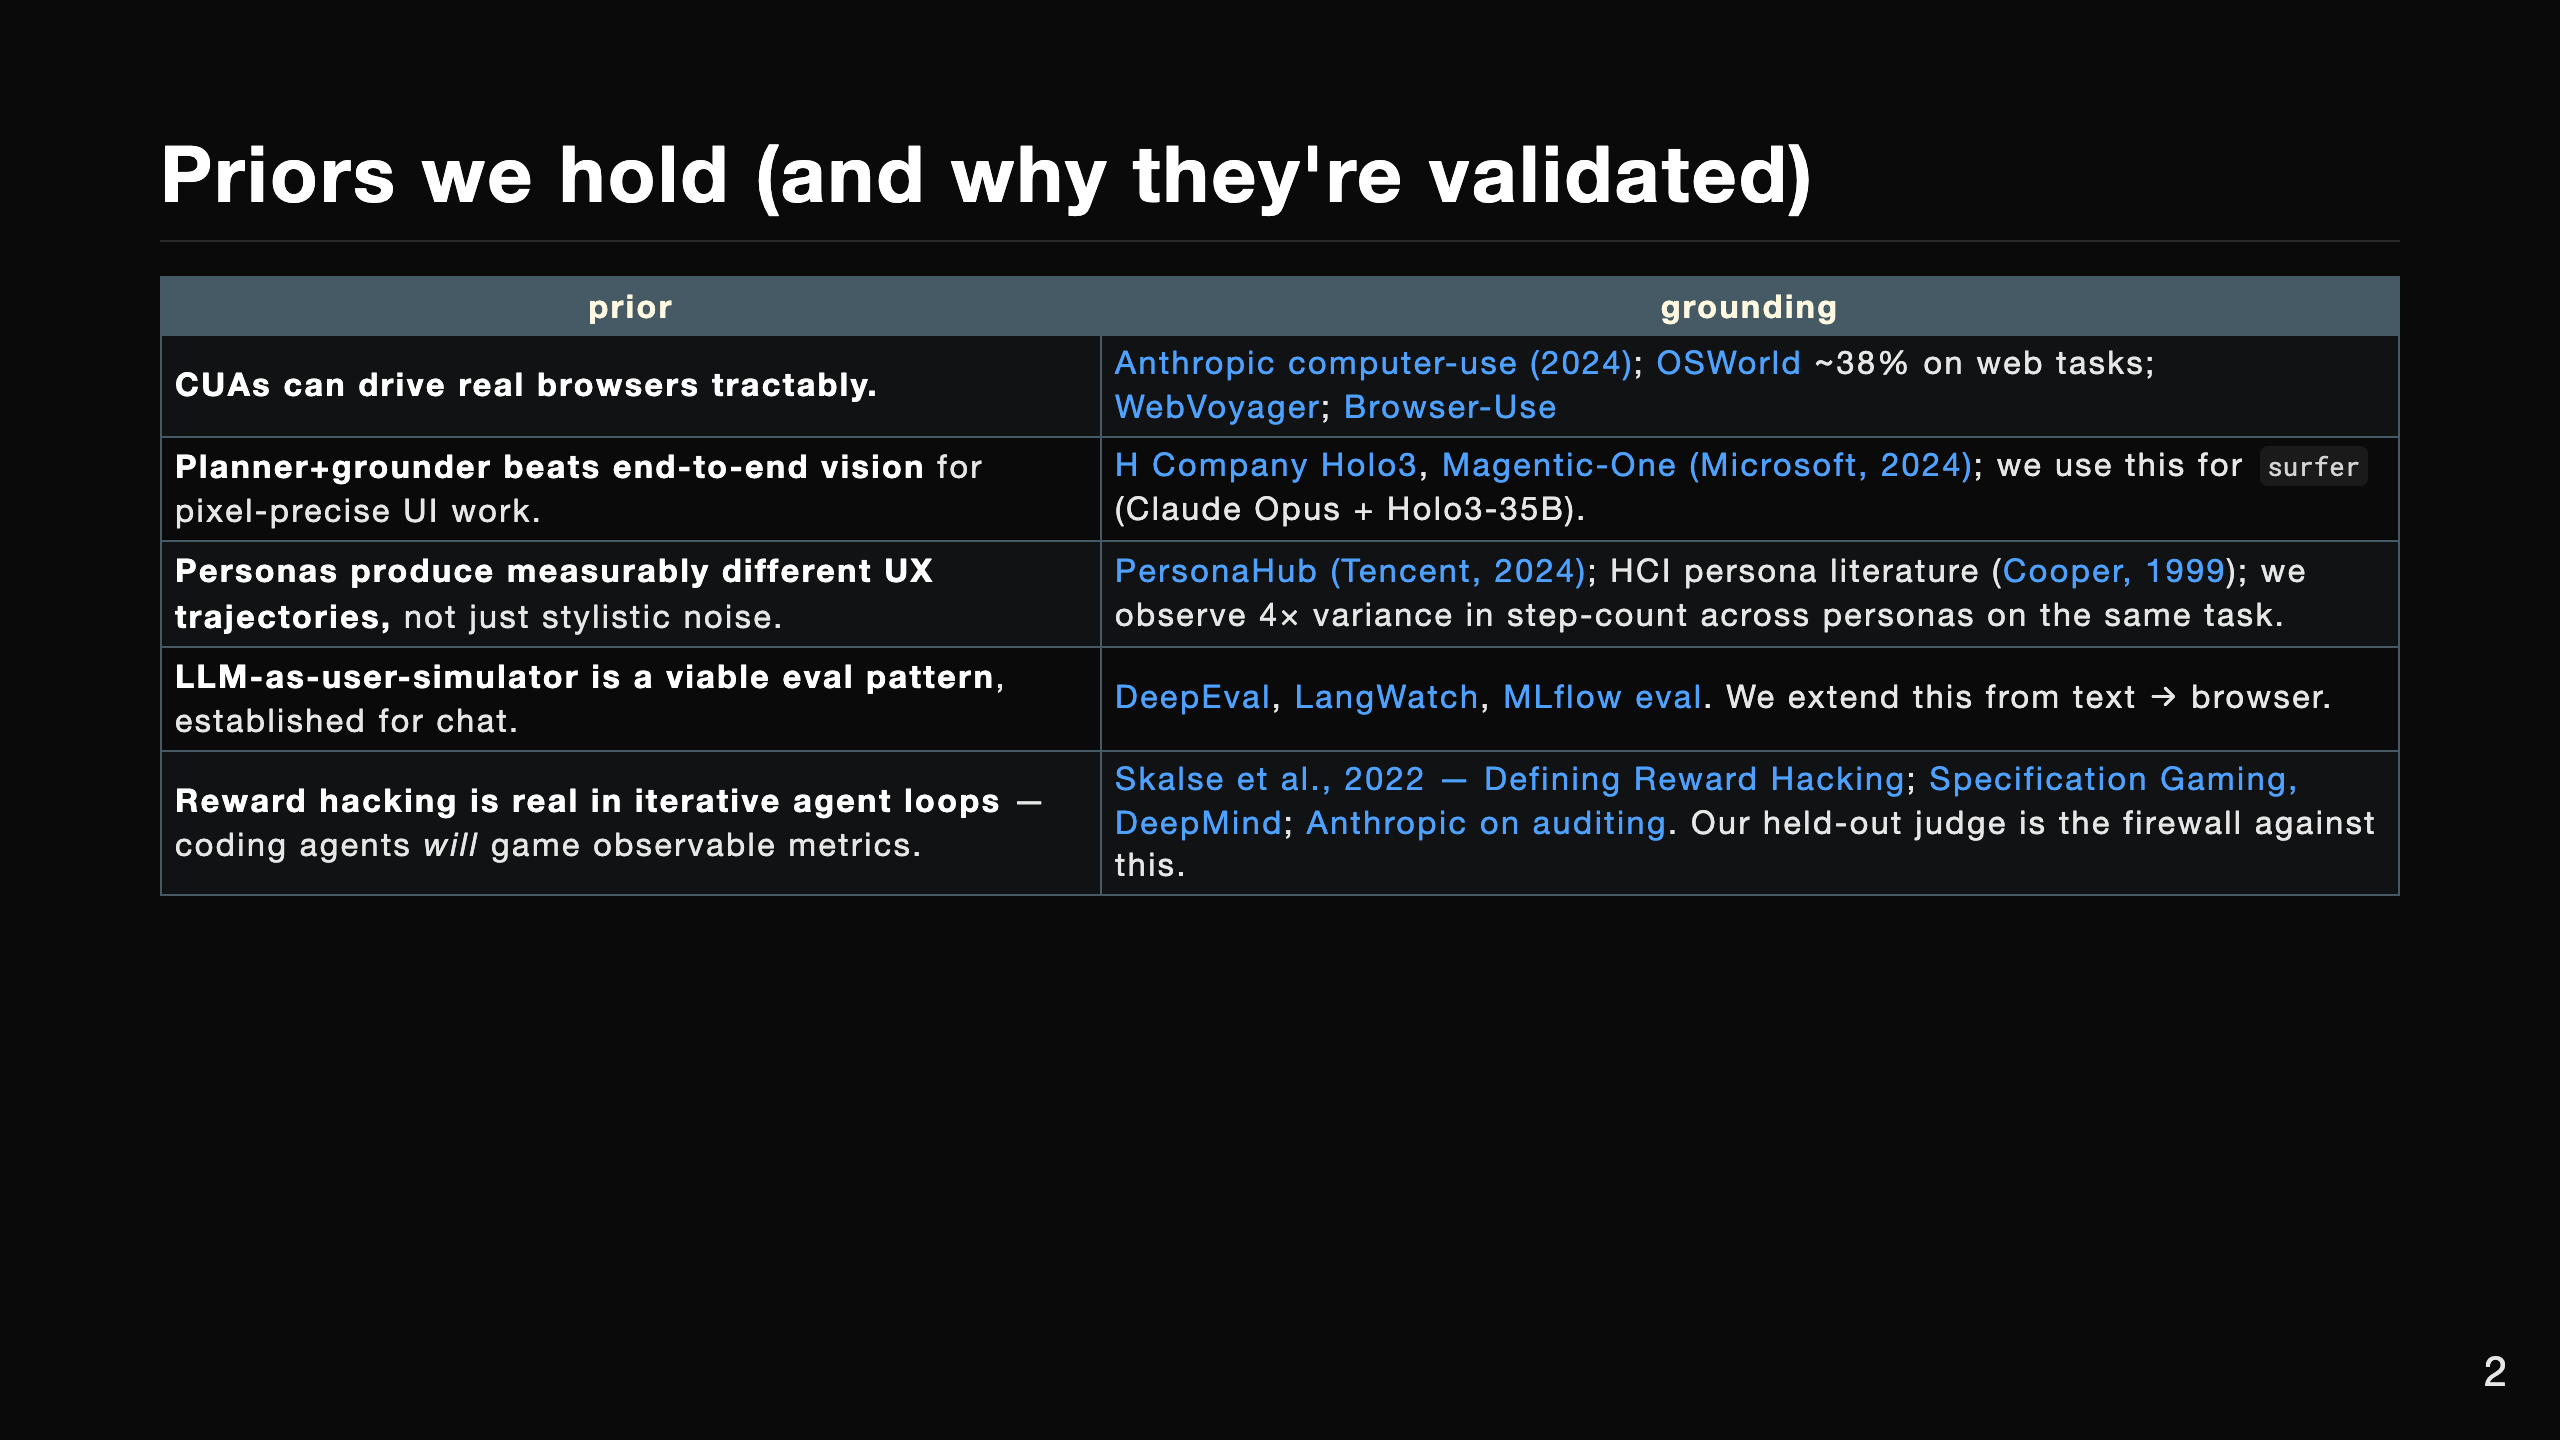 Priors we hold (and why they're validated)
prior
grounding
CUAs can drive real browsers tractably.
Anthropic computer-use (2024); OSWorld ~38% on web tasks;
WebVoyager; Browser-Use
Planner+grounder beats end-to-end vision for
pixel-precise UI work.
H Company Holo3, Magentic-One (Microsoft, 2024); we use this for surfer
(Claude Opus + Holo3-35B).
Personas produce measurably different UX
trajectories, not just stylistic noise.
PersonaHub (Tencent, 2024); HCI persona literature (Cooper, 1999); we
observe 4× variance in step-count across personas on the same task.
LLM-as-user-simulator is a viable eval pattern,
established for chat.
DeepEval, LangWatch, MLflow eval. We extend this from text → browser.
Reward hacking is real in iterative agent loops —
coding agents will game observable metrics.
Skalse et al., 2022 — Defining Reward Hacking; Specification Gaming,
DeepMind; Anthropic on auditing. Our held-out judge is the firewall against
this.
2